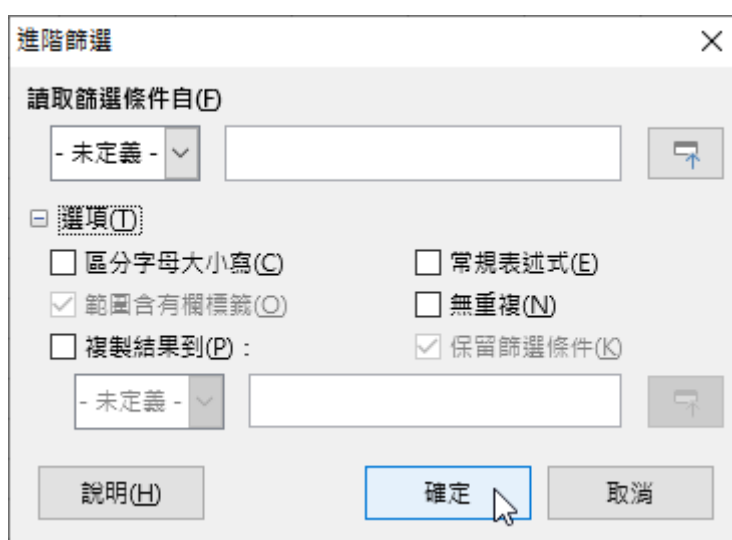 進階篩選
讀取篩選條件自(F)
- 未定義 -
選項(T)
區分字母大小寫(C) 常規表述式(E)
範圍含有欄標籤(O) 無重複(N)
複製結果到(P)： 保留篩選條件(K)
- 未定義 -
說明(H) 確定 取消